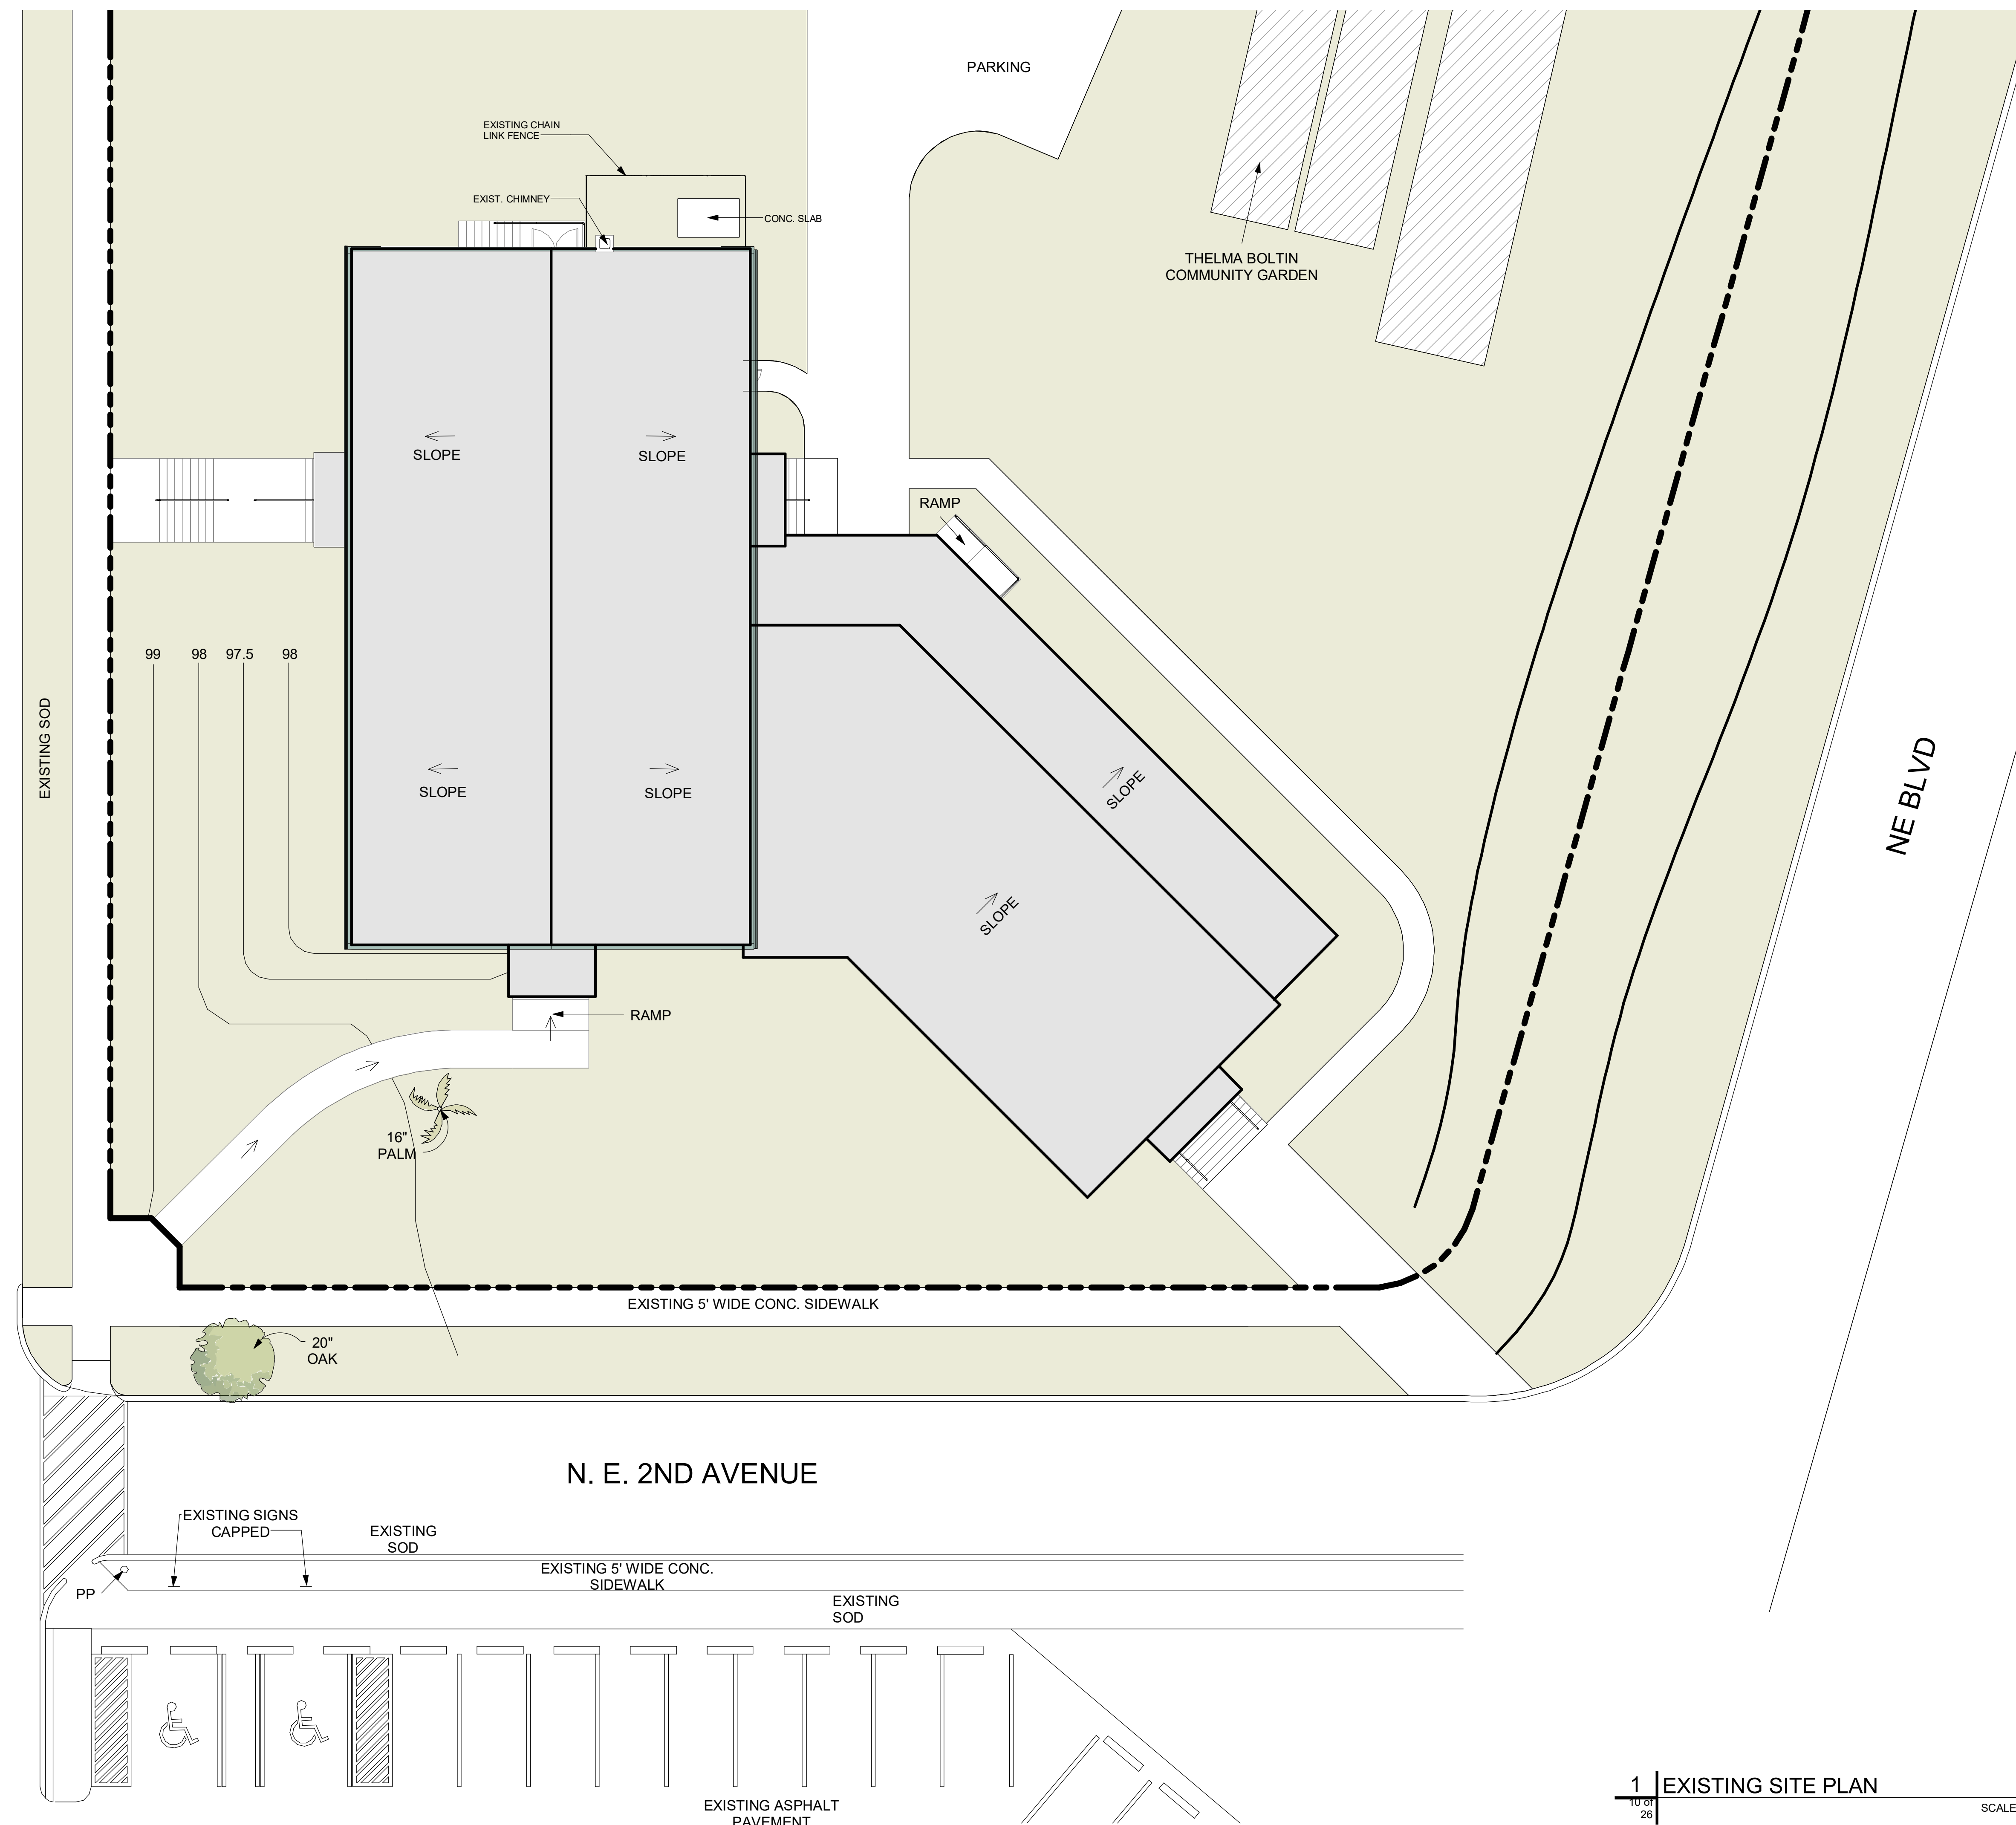 PARKING
EXISTING CHAIN
LINK FENCE
EXIST. CHIMNEY
CONC. SLAB
THELMA BOLTIN
COMMUNITY GARDEN
SLOPE
SLOPE
RAMP
99
98
97.5
98
EXISTING SOD
SLOPE
SLOPE
SLOPE
SLOPE
NE BLVD
RAMP
16"
PALM
EXISTING 5' WIDE CONC. SIDEWALK
20"
OAK
N. E. 2ND AVENUE
EXISTING SIGNS
CAPPED
EXISTING
SOD
EXISTING 5' WIDE CONC.
SIDEWALK
PP
EXISTING
SOD
EXISTING ASPHALT
PAVEMENT
1
EXISTING SITE PLAN
10 of
26
SCALE